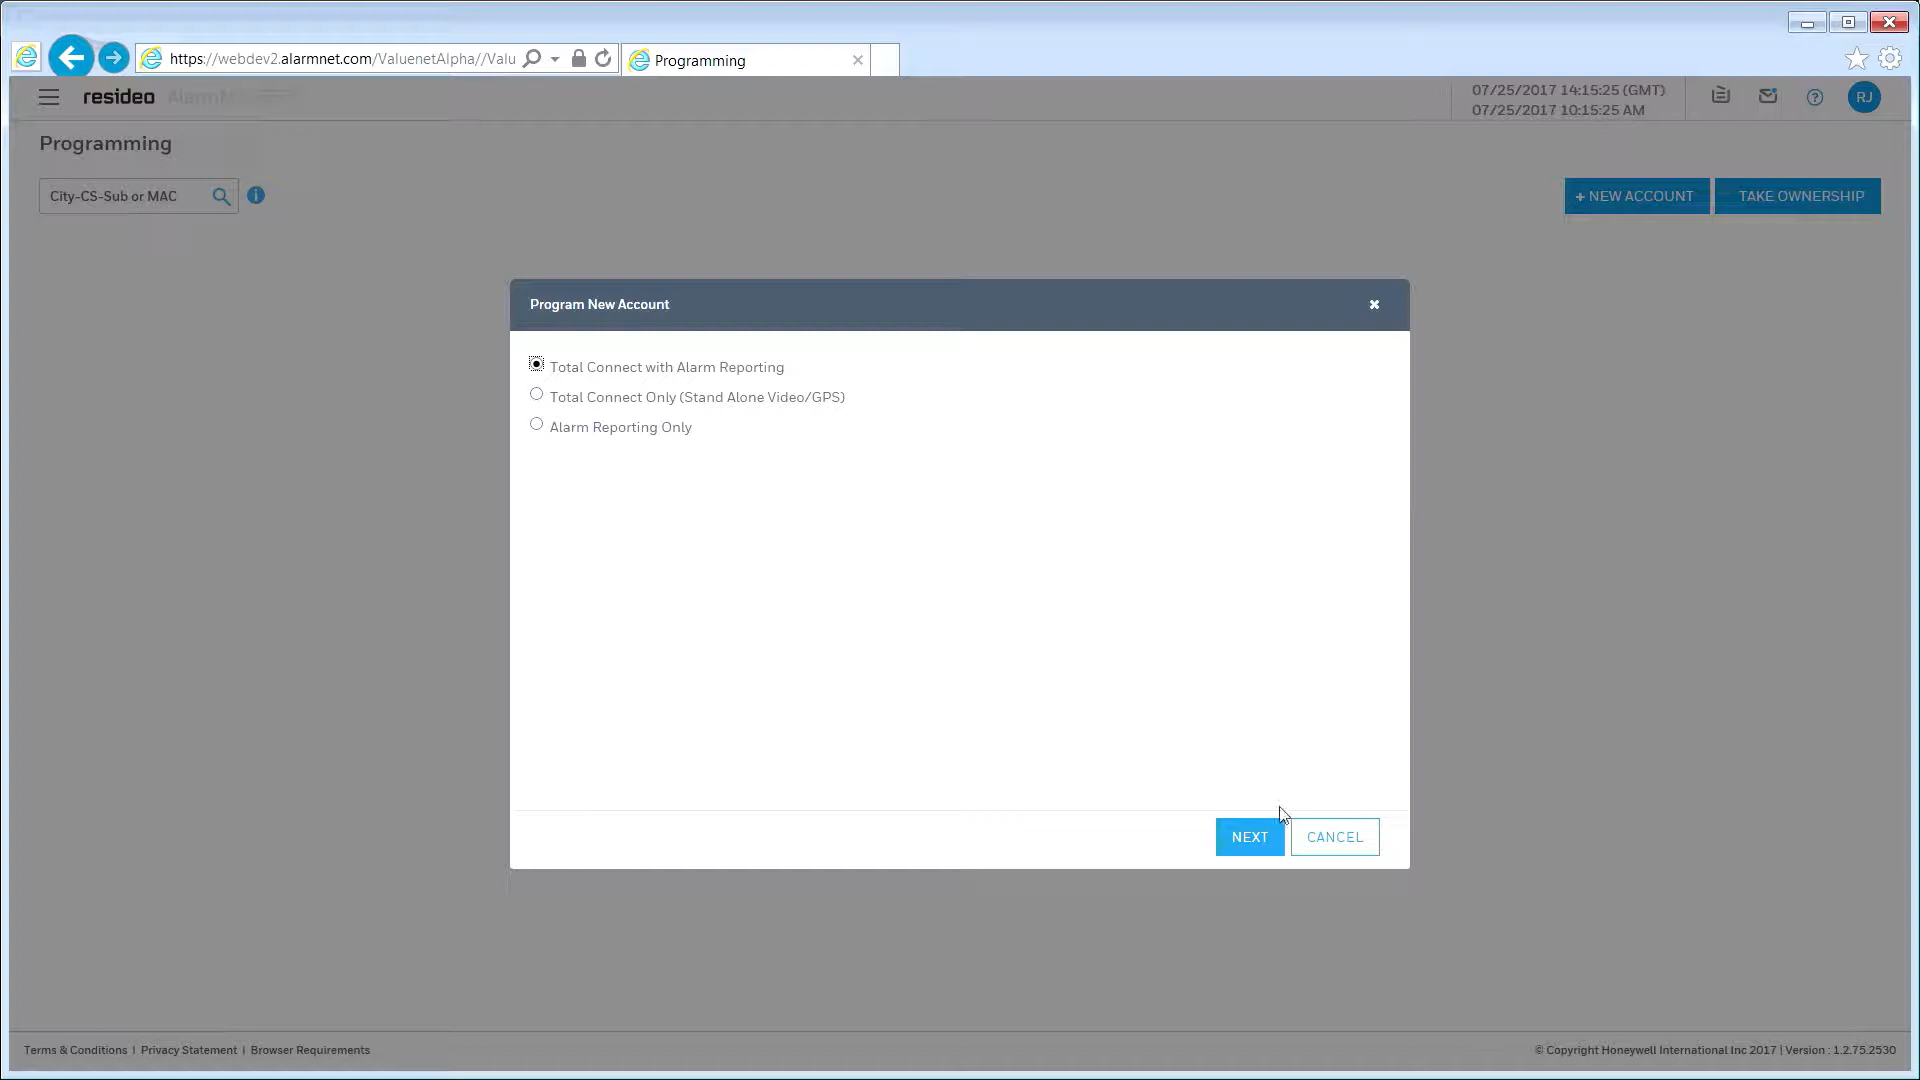 https://webdev2.alarmnet.com/ValuenetAlpha//Valu
Programming
resideo
07/25/2017 14:15:25 (GMT)
07/25/2017 10:15:25 AM
RJ
Programming
City-CS-Sub or MAC
+ NEW ACCOUNT
TAKE OWNERSHIP
Program New Account
Total Connect with Alarm Reporting
Total Connect Only (Stand Alone Video/GPS)
Alarm Reporting Only
NEXT
CANCEL
Terms & Conditions | Privacy Statement | Browser Requirements
© Copyright Honeywell International Inc 2017 | Version : 1.2.75.2530